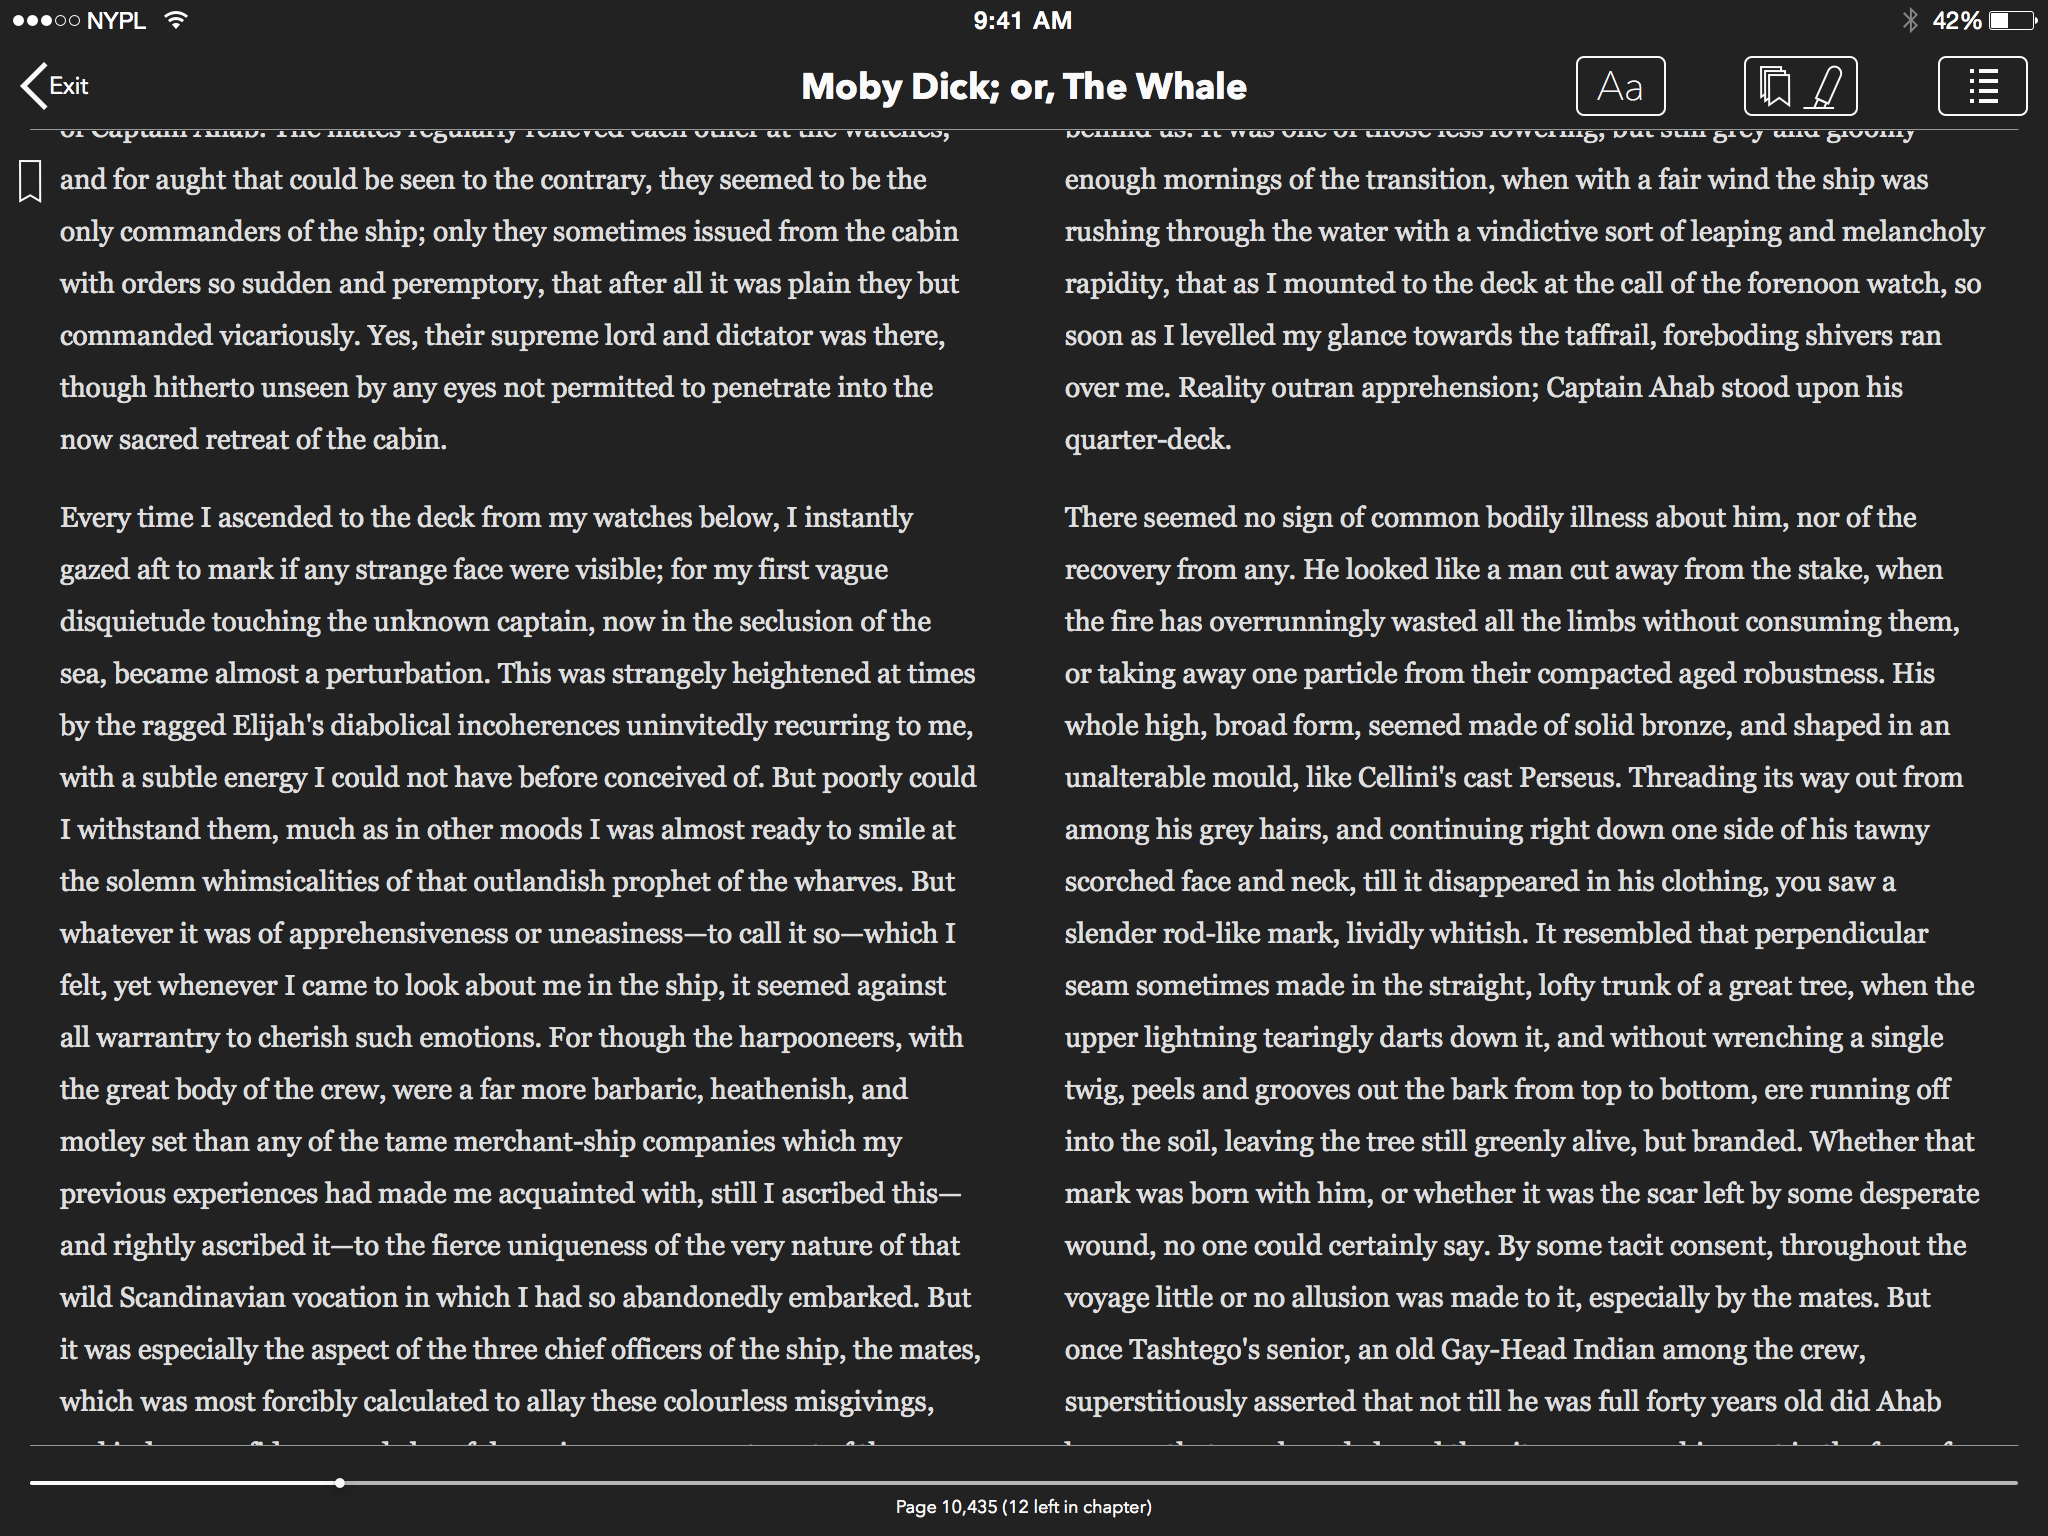 NYPL
9:41 AM
42%
Exit
Moby Dick; or, The Whale
Aa
of Captain Ahab. The mates regularly relieved each other at the watches,
and for aught that could be seen to the contrary, they seemed to be the
only commanders of the ship; only they sometimes issued from the cabin
with orders so sudden and peremptory, that after all it was plain they but
commanded vicariously. Yes, their supreme lord and dictator was there,
though hitherto unseen by any eyes not permitted to penetrate into the
now sacred retreat of the cabin.
Every time I ascended to the deck from my watches below, I instantly
gazed aft to mark if any strange face were visible; for my first vague
disquietude touching the unknown captain, now in the seclusion of the
sea, became almost a perturbation. This was strangely heightened at times
by the ragged Elijah's diabolical incoherences uninvitedly recurring to me,
with a subtle energy I could not have before conceived of. But poorly could
I withstand them, much as in other moods I was almost ready to smile at
the solemn whimsicalities of that outlandish prophet of the wharves. But
whatever it was of apprehensiveness or uneasiness—to call it so—which I
felt, yet whenever I came to look about me in the ship, it seemed against
all warrantry to cherish such emotions. For though the harpooneers, with
the great body of the crew, were a far more barbaric, heathenish, and
motley set than any of the tame merchant-ship companies which my
previous experiences had made me acquainted with, still I ascribed this—
and rightly ascribed it—to the fierce uniqueness of the very nature of that
wild Scandinavian vocation in which I had so abandonedly embarked. But
it was especially the aspect of the three chief officers of the ship, the mates,
which was most forcibly calculated to allay these colourless misgivings,
behind us. It was one of those less lowering, but still grey and gloomy
enough mornings of the transition, when with a fair wind the ship was
rushing through the water with a vindictive sort of leaping and melancholy
rapidity, that as I mounted to the deck at the call of the forenoon watch, so
soon as I levelled my glance towards the taffrail, foreboding shivers ran
over me. Reality outran apprehension; Captain Ahab stood upon his
quarter-deck.
There seemed no sign of common bodily illness about him, nor of the
recovery from any. He looked like a man cut away from the stake, when
the fire has overrunningly wasted all the limbs without consuming them,
or taking away one particle from their compacted aged robustness. His
whole high, broad form, seemed made of solid bronze, and shaped in an
unalterable mould, like Cellini's cast Perseus. Threading its way out from
among his grey hairs, and continuing right down one side of his tawny
scorched face and neck, till it disappeared in his clothing, you saw a
slender rod-like mark, lividly whitish. It resembled that perpendicular
seam sometimes made in the straight, lofty trunk of a great tree, when the
upper lightning tearingly darts down it, and without wrenching a single
twig, peels and grooves out the bark from top to bottom, ere running off
into the soil, leaving the tree still greenly alive, but branded. Whether that
mark was born with him, or whether it was the scar left by some desperate
wound, no one could certainly say. By some tacit consent, throughout the
voyage little or no allusion was made to it, especially by the mates. But
once Tashtego's senior, an old Gay-Head Indian among the crew,
superstitiously asserted that not till he was full forty years old did Ahab
Page 10,435 (12 left in chapter)